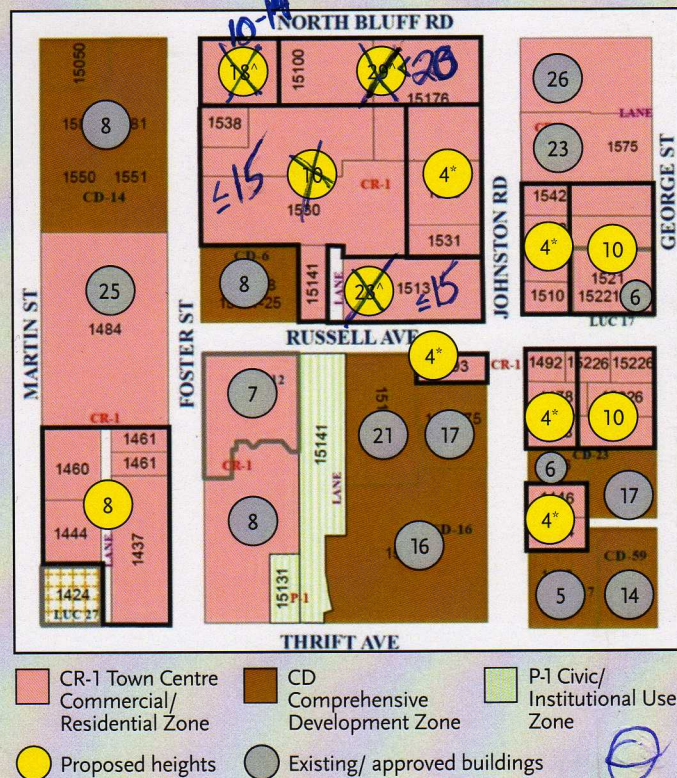 10-14
NORTH BLUFF RD
15050
18^
15100
29^
≤20
15176
26
8
81
1538
LANE
1575
23
1550
1551
CD-14
≤15
10
CR-1
4*
1542
1531
4*
10
1510
1521
15221
6
LUC 17
CD-6
8
15141
LANE
23^
1513
≤15
25
1484
MARTIN ST
FOSTER ST
JOHNSTON RD
GEORGE ST
RUSSELL AVE
4*
CR-1
1492
15226
15226
7
12
21
17
4*
10
CR-1
1461
1461
1460
8
1444
LANE
1437
CR-1
15141
LANE
8
16
CD-16
6
CD-23
17
4*
1424
LUC 27
15131
P-1
CD-59
5
14
THRIFT AVE
CR-1 Town Centre
Commercial/
Residential Zone
CD
Comprehensive
Development Zone
P-1 Civic/
Institutional Use
Zone
Proposed heights
Existing/ approved buildings